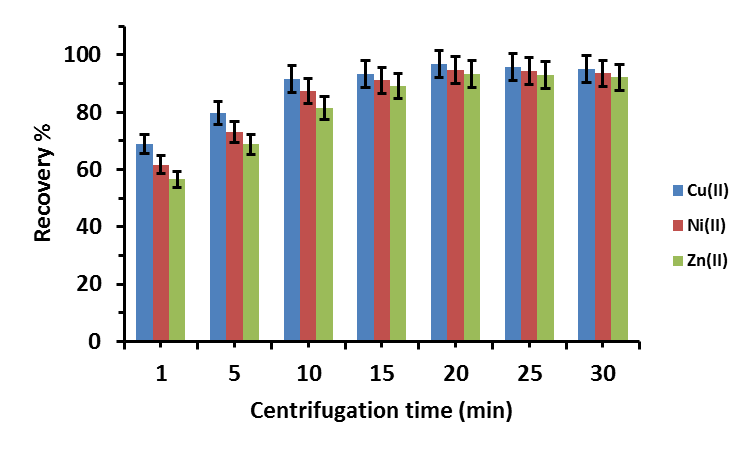 Recovery %
100
80
60
40
20
0
1 5 10 15 20 25 30
Centrifugation time (min)
Cu(II)
Ni(II)
Zn(II)